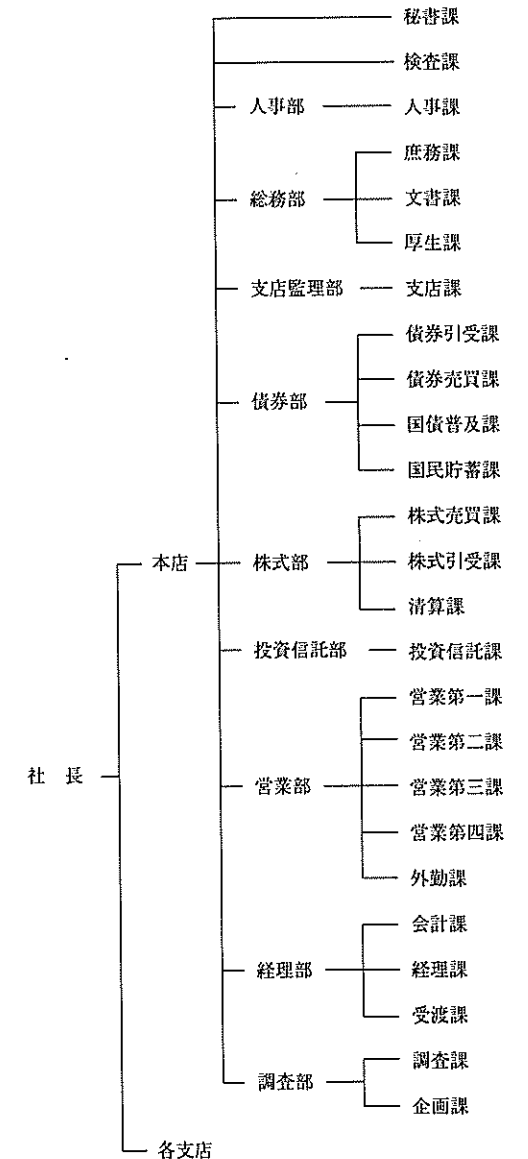 秘書課
検査課
人事部 人事課
庶務課
総務部 文書課
厚生課
支店監理部 支店課
債券引受課
債券売買課
債券部
国債普及課
国民貯蓄課
株式売買課
本店 株式部 株式引受課
清算課
投資信託部 投資信託課
営業第一課
営業第二課
社長 営業部 営業第三課
営業第四課
外勤課
会計課
経理部 経理課
受渡課
調査課
調査部
企画課
各支店